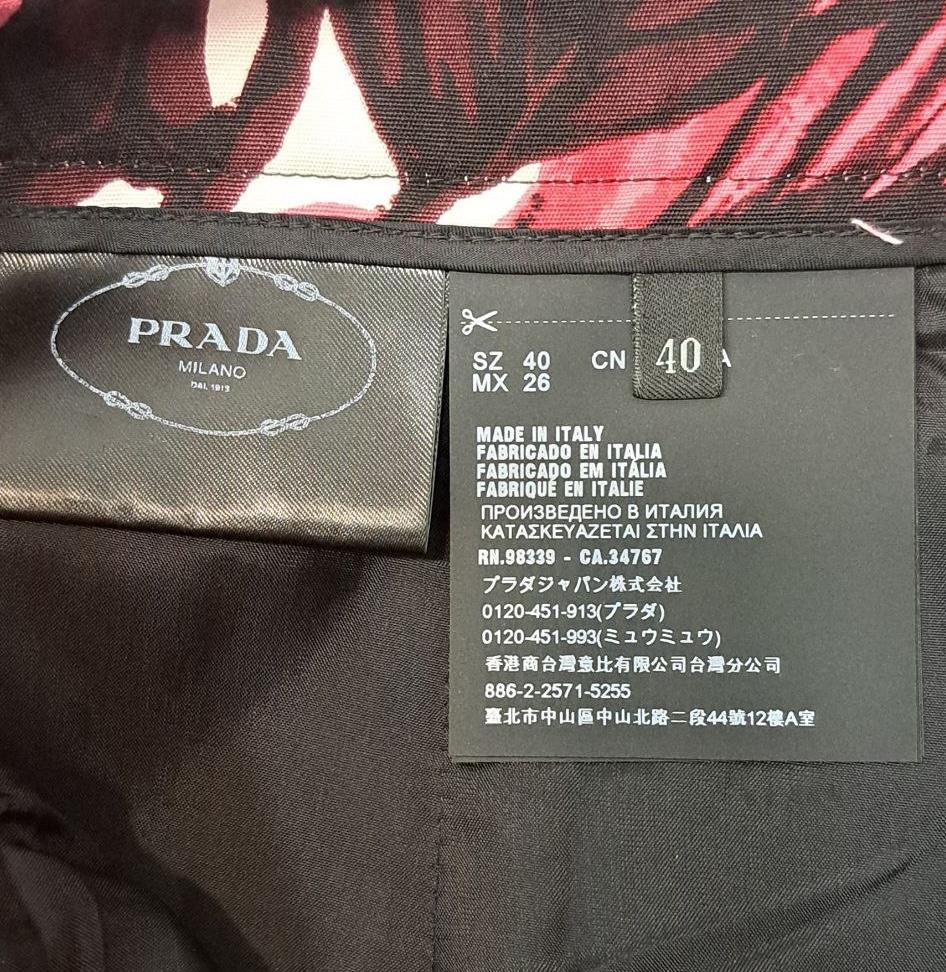 PRADA
MILANO
DAL 1913
SZ 40 CN A
MX 26
40
MADE IN ITALY
FABRICADO EN ITALIA
FABRICADO EM ITÁLIA
FABRIQUÉ EN ITALIE
ПРОИЗВЕДЕНО В ИТАЛИЯ
ΚΑΤΑΣΚΕΥΑΖΕΤΑΙ ΣΤΗΝ ΙΤΑΛΙΑ
RN.98339 - CA.34767
プラダジャパン株式会社
0120-451-913(プラダ)
0120-451-993(ミュウミュウ)
香港商台灣意比有限公司台灣分公司
886-2-2571-5255
臺北市中山區中山北路二段44號12樓A室